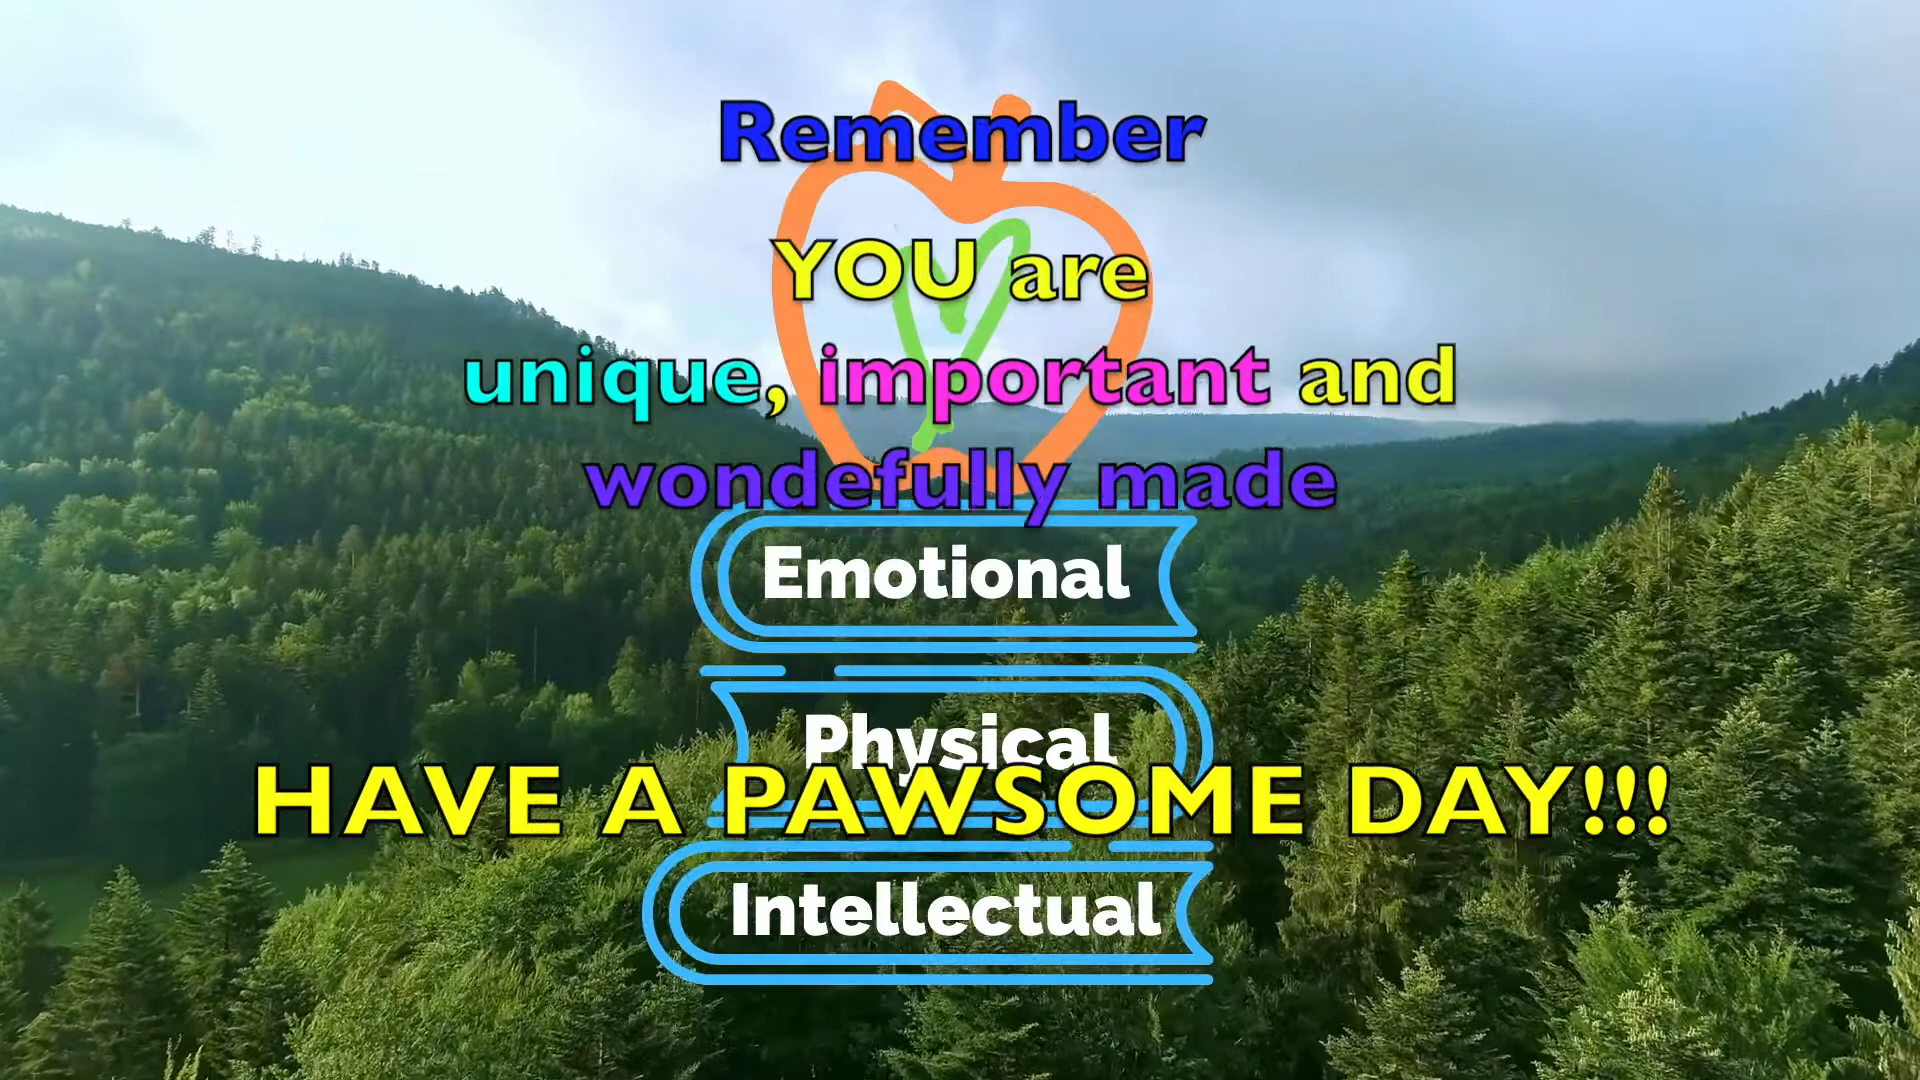 Remember
YOU are
unique, important and
wondefully made
Emotional
Physical
HAVE A PAWSOME DAY!!!
Intellectual